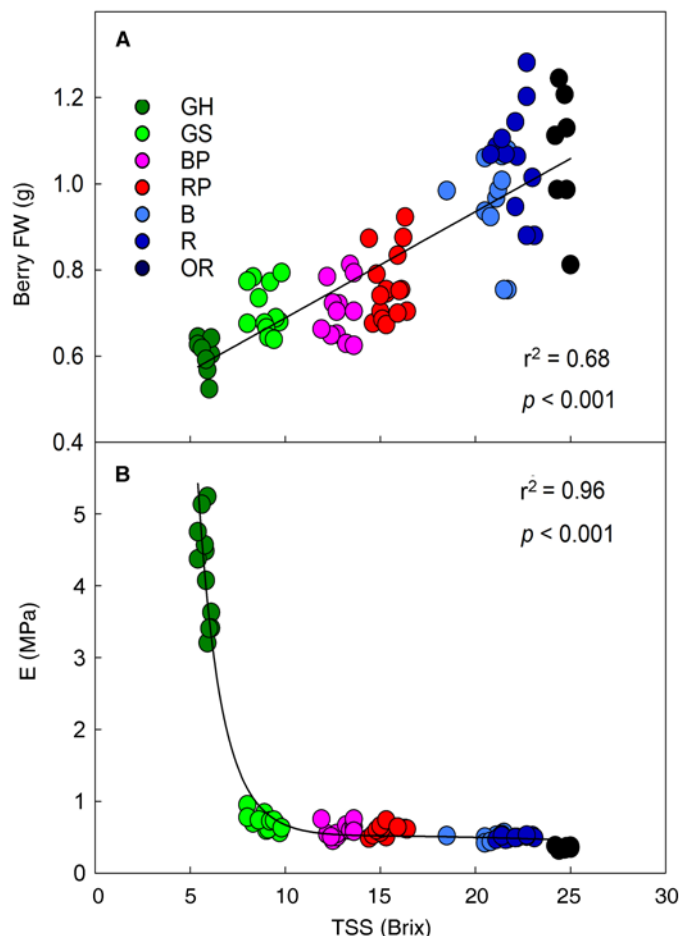 A
1.2
1.0
0.8
0.6
0.4
Berry FW (g)
GH
GS
BP
RP
B
R
OR
r² = 0.68
p < 0.001
B
5
4
3
2
1
0
E (MPa)
r² = 0.96
p < 0.001
0 5 10 15 20 25 30
TSS (Brix)